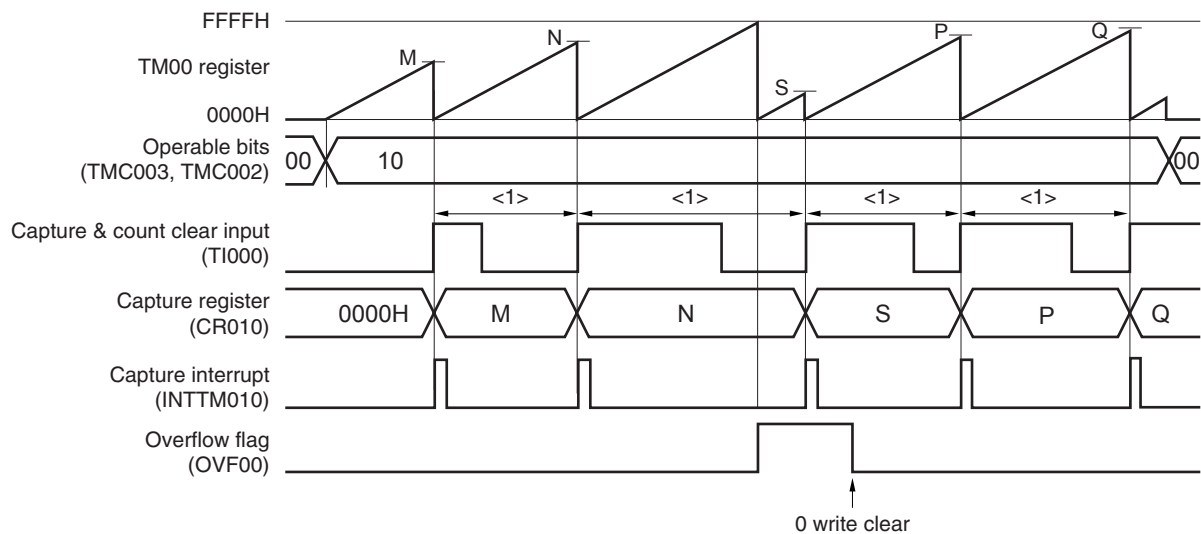 FFFFH
TM00 register
0000H
M
N
S
P
Q
Operable bits
(TMC003, TMC002)
00
10
00
<1>
<1>
<1>
<1>
Capture & count clear input
(TI000)
Capture register
(CR010)
0000H
M
N
S
P
Q
Capture interrupt
(INTTM010)
Overflow flag
(OVF00)
0 write clear